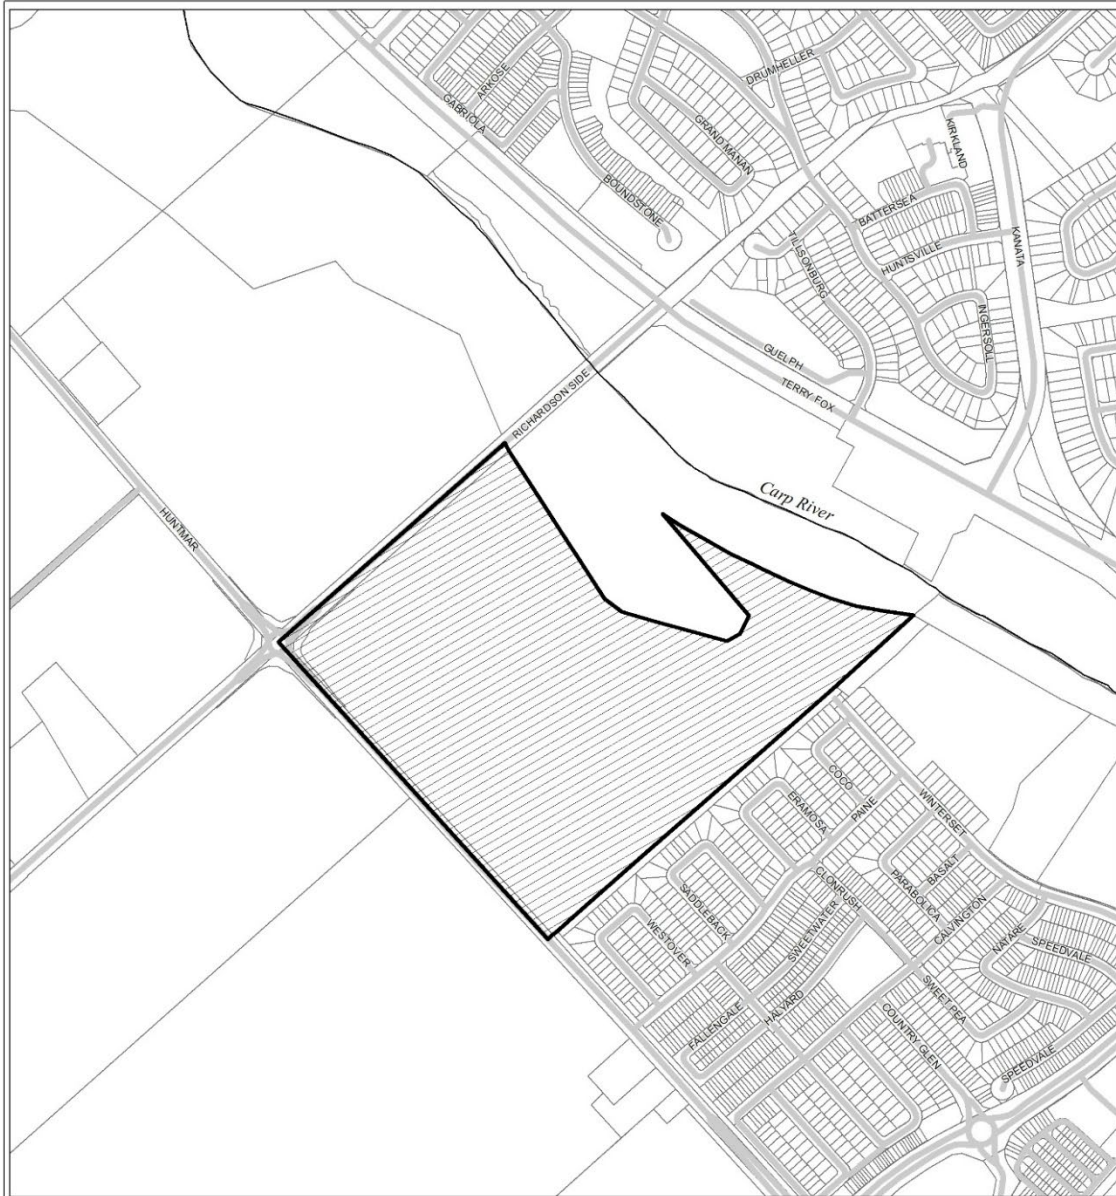 DRUMHELLER
ARKOSE
GABRIOLA
GRAND MANAN
KIRKLAND
BOUNDSTONE
BATTERSEA
TILLSONBURG
HUNTSVILLE
KANATA
INGERSOLL
GUELPH
TERRY FOX
RICHARDSON SIDE
Carp River
HUNTMAR
COCO
ERAMOSA
PAINE
WINTERSET
CLONRUSH
PARABOLICA
BASALT
SADDLEBACK
SWEETWATER
CALVINGTON
WESTOVER
NATARE
SPEEDVALE
HALYARD
FALLENGALE
SWEET PEA
COUNTRY GLEN
SPEEDVALE